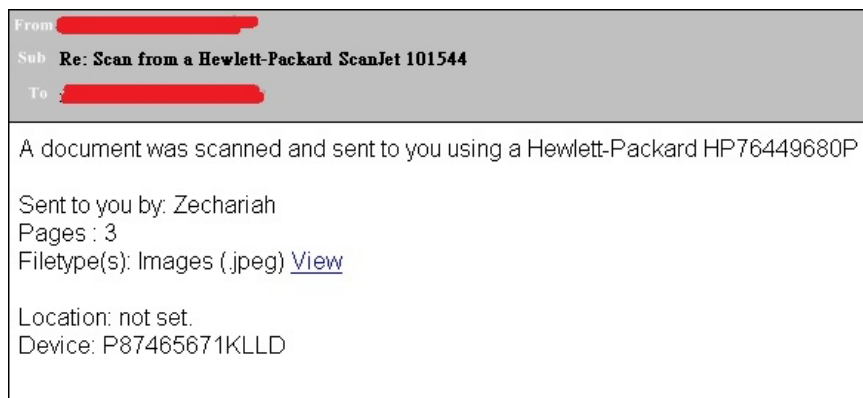 From
Sub Re: Scan from a Hewlett-Packard ScanJet 101544
To
A document was scanned and sent to you using a Hewlett-Packard HP76449680P
Sent to you by: Zechariah
Pages : 3
Filetype(s): Images (.jpeg) View
Location: not set.
Device: P87465671KLLD